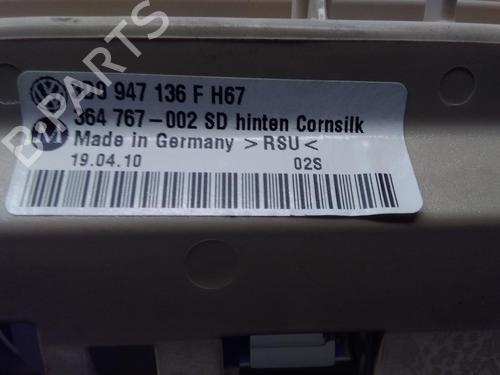 B-PARTS
947 136 F H67
364 767-002 SD hinten Cornsilk
Made in Germany >RSU<
19.04.10 02S